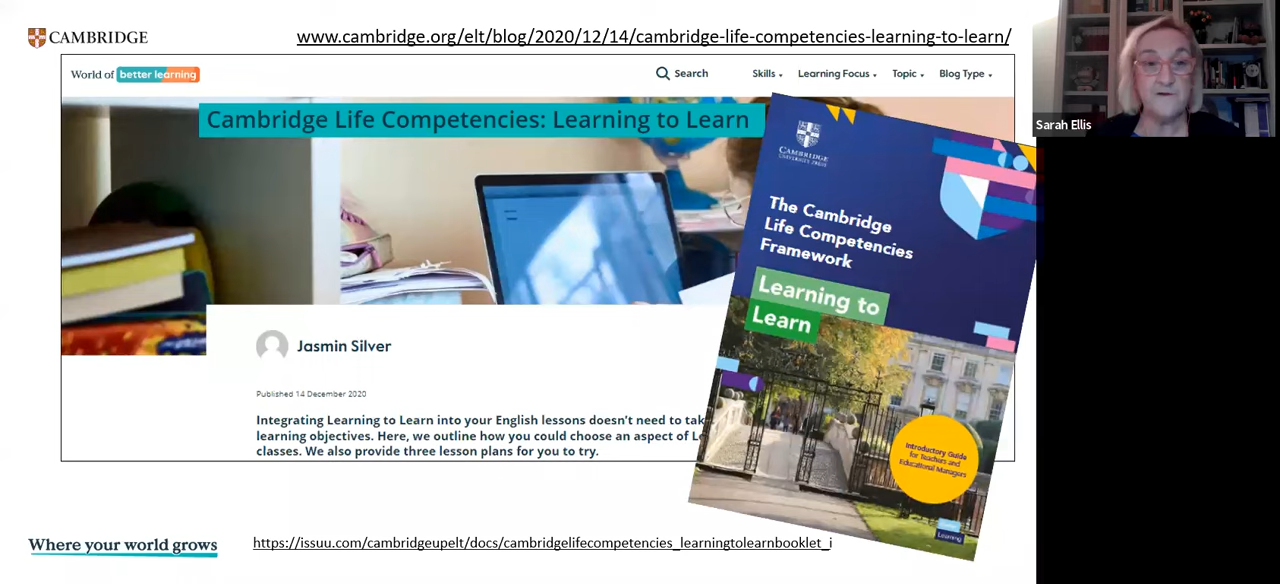 CAMBRIDGE
www.cambridge.org/elt/blog/2020/12/14/cambridge-life-competencies-learning-to-learn/
World of better learning
Search
Skills
Learning Focus
Topic
Blog Type
Cambridge Life Competencies: Learning to Learn
Jasmin Silver
Published 14 December 2020
Integrating Learning to Learn into your English lessons doesn't need to tak
learning objectives. Here, we outline how you could choose an aspect of Le
classes. We also provide three lesson plans for you to try.
CAMBRIDGE
UNIVERSITY PRESS
The Cambridge
Life Competencies
Framework
Learning to
Learn
Introductory Guide
for Teachers and
Educational Managers
Learning
Where your world grows
https://issuu.com/cambridgeupelt/docs/cambridgelifecompetencies_learningtolearnbooklet_i
Sarah Ellis